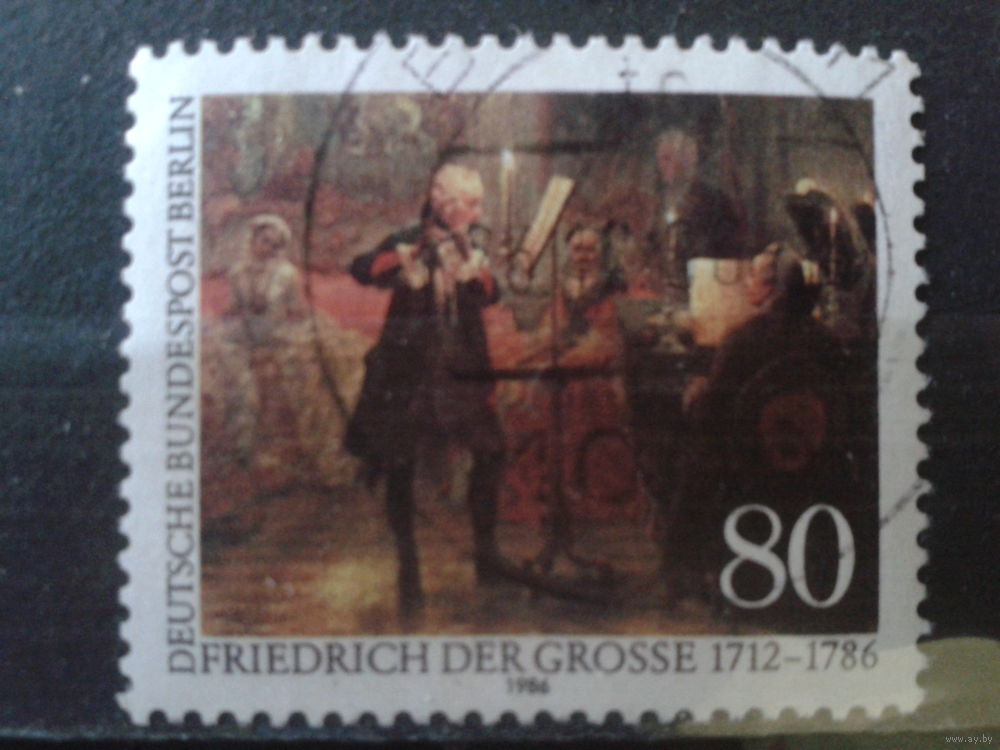 DEUTSCHE BUNDESPOST BERLIN
80
FRIEDRICH DER GROSSE 1712–1786
1986
www.ay.by